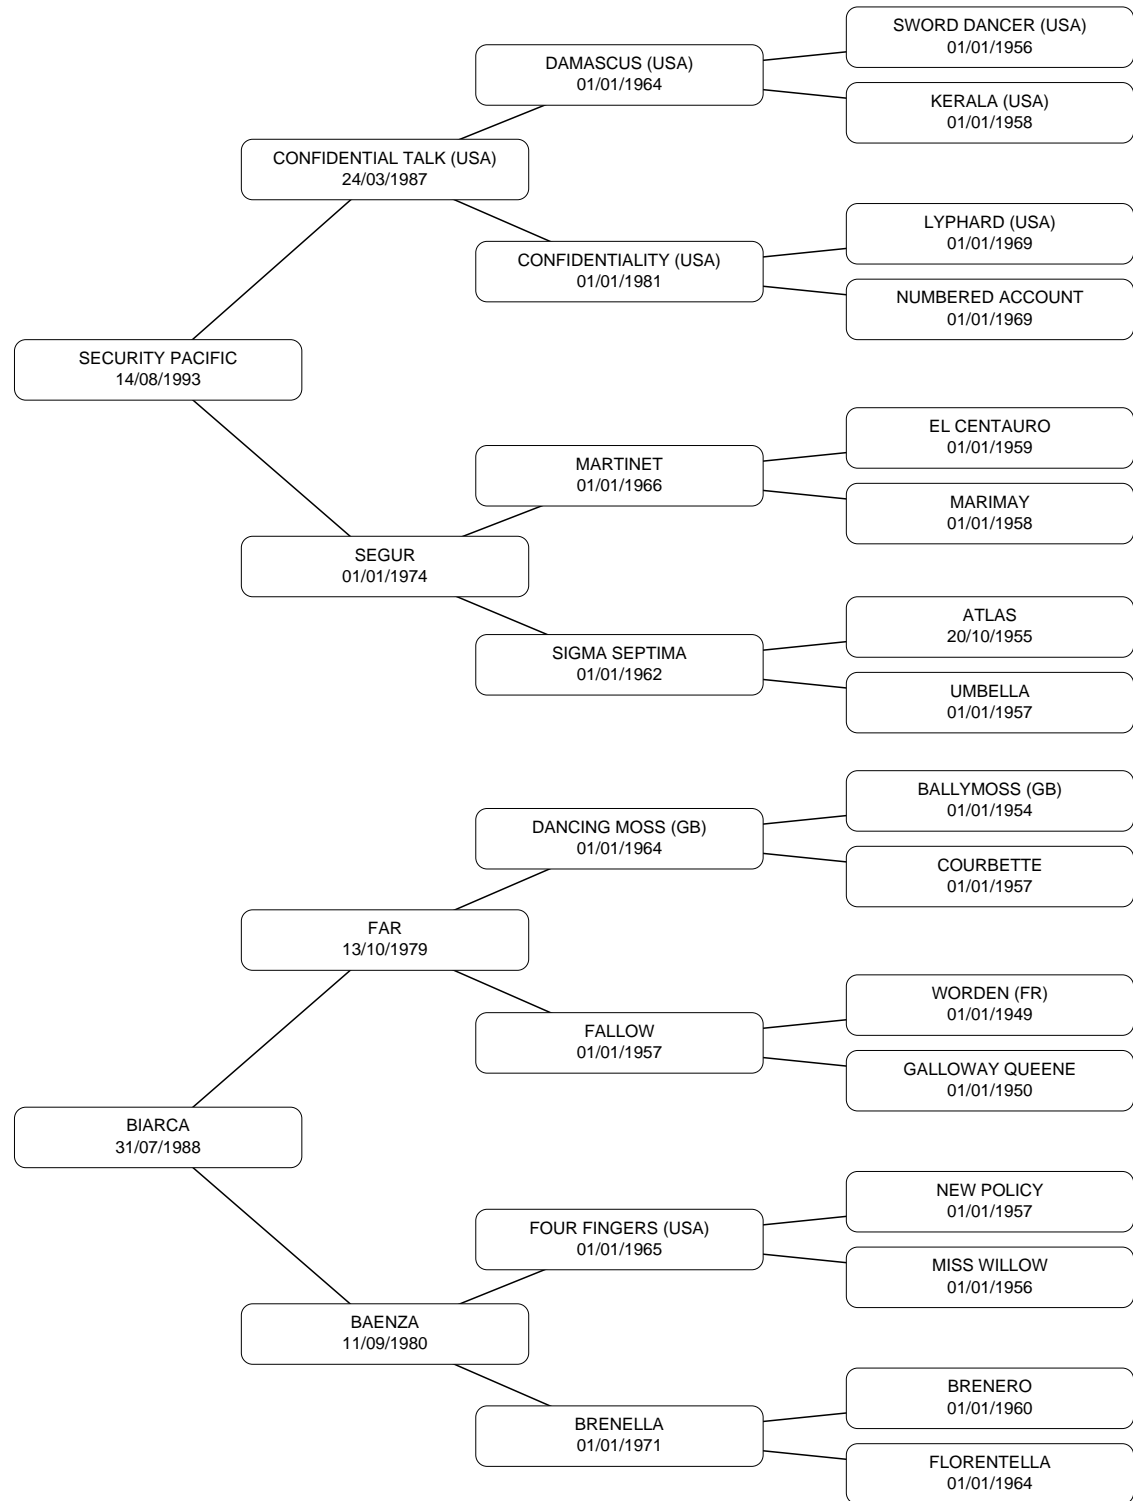 SWORD DANCER (USA)
01/01/1956
DAMASCUS (USA)
01/01/1964
KERALA (USA)
01/01/1958
CONFIDENTIAL TALK (USA)
24/03/1987
LYPHARD (USA)
01/01/1969
CONFIDENTIALITY (USA)
01/01/1981
NUMBERED ACCOUNT
01/01/1969
SECURITY PACIFIC
14/08/1993
EL CENTAURO
01/01/1959
MARTINET
01/01/1966
MARIMAY
01/01/1958
SEGUR
01/01/1974
ATLAS
20/10/1955
SIGMA SEPTIMA
01/01/1962
UMBELLA
01/01/1957
BALLYMOSS (GB)
01/01/1954
DANCING MOSS (GB)
01/01/1964
COURBETTE
01/01/1957
FAR
13/10/1979
WORDEN (FR)
01/01/1949
FALLOW
01/01/1957
GALLOWAY QUEENE
01/01/1950
BIARCA
31/07/1988
NEW POLICY
01/01/1957
FOUR FINGERS (USA)
01/01/1965
MISS WILLOW
01/01/1956
BAENZA
11/09/1980
BRENERO
01/01/1960
BRENELLA
01/01/1971
FLORENTELLA
01/01/1964